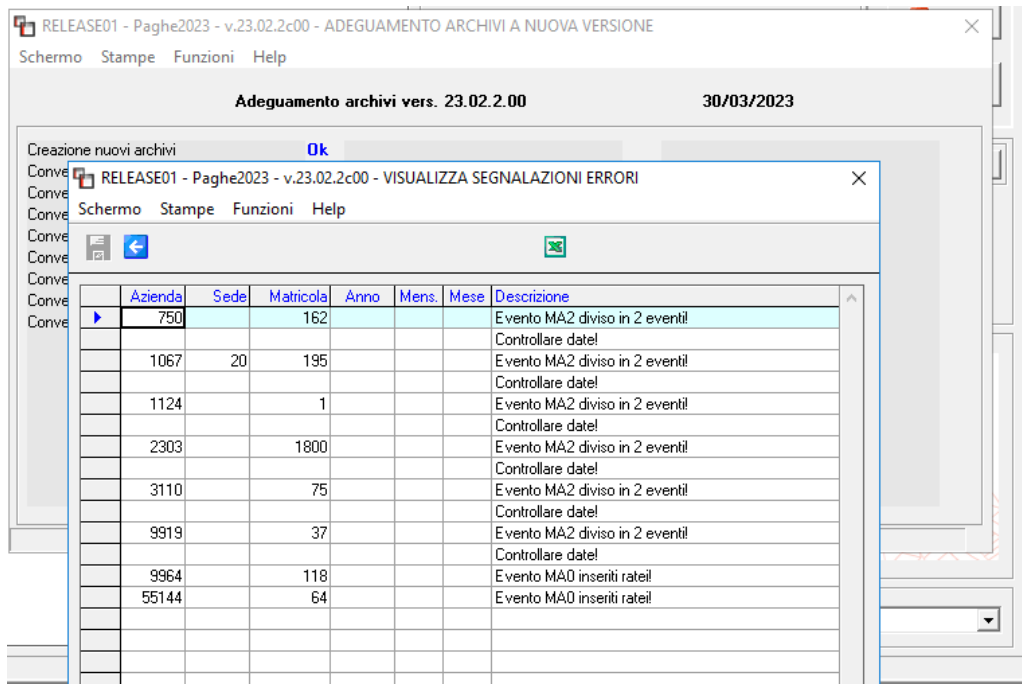 RELEASE01 - Paghe2023 - v.23.02.2c00 - ADEGUAMENTO ARCHIVI A NUOVA VERSIONE
Schermo Stampe Funzioni Help
Adeguamento archivi vers. 23.02.2.00 30/03/2023
Creazione nuovi archivi Ok
Conve
Conve
Conve
Conve
Conve
Conve
Conve
Conve
RELEASE01 - Paghe2023 - v.23.02.2c00 - VISUALIZZA SEGNALAZIONI ERRORI
Schermo Stampe Funzioni Help
Azienda Sede Matricola Anno Mens. Mese Descrizione
750 162 Evento MA2 diviso in 2 eventi!
Controllare date!
1067 20 195 Evento MA2 diviso in 2 eventi!
Controllare date!
1124 1 Evento MA2 diviso in 2 eventi!
Controllare date!
2303 1800 Evento MA2 diviso in 2 eventi!
Controllare date!
3110 75 Evento MA2 diviso in 2 eventi!
Controllare date!
9919 37 Evento MA2 diviso in 2 eventi!
Controllare date!
9964 118 Evento MA0 inseriti ratei!
55144 64 Evento MA0 inseriti ratei!